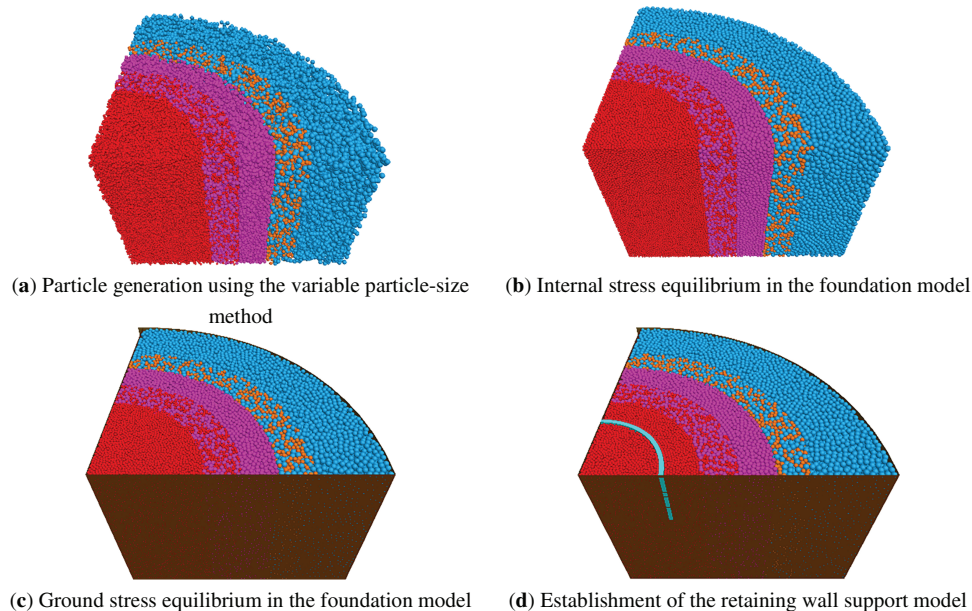 (a) Particle generation using the variable particle-size
method
(b) Internal stress equilibrium in the foundation model
(c) Ground stress equilibrium in the foundation model
(d) Establishment of the retaining wall support model